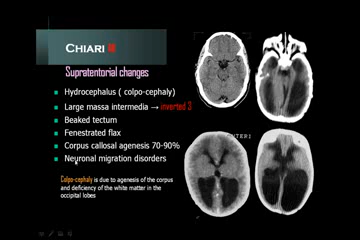 CHIARI II
Supratentorial changes
Hydrocephalus ( colpo-cephaly)
Large massa intermedia → inverted 3
Beaked tectum
Fenestrated flax
Corpus callosal agenesis 70-90%
Neuronal migration disorders
Colpo-cephaly is due to agenesis of the corpus
and deficiency of the white matter in the
occipital lobes